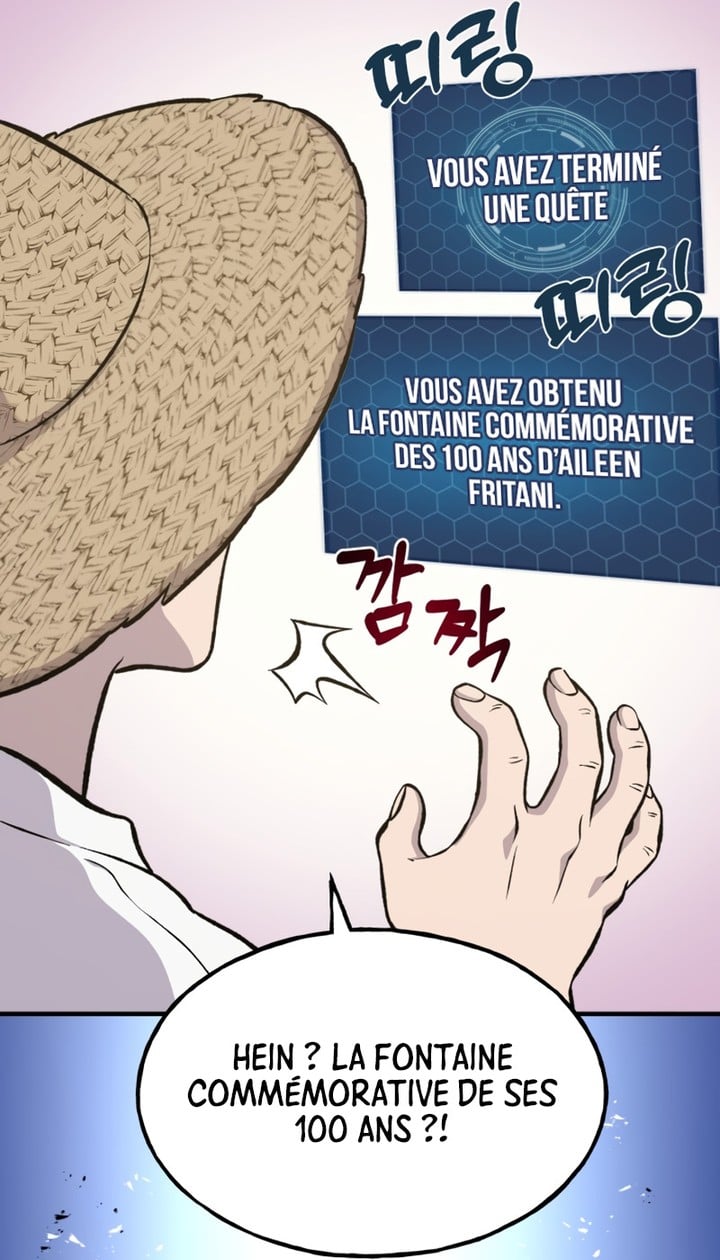 띠링
VOUS AVEZ TERMINÉ
UNE QUÊTE
띠링
VOUS AVEZ OBTENU
LA FONTAINE COMMÉMORATIVE
DES 100 ANS D'AILEEN
FRITANI.
깜짝
HEIN ? LA FONTAINE
COMMÉMORATIVE DE SES
100 ANS ?!